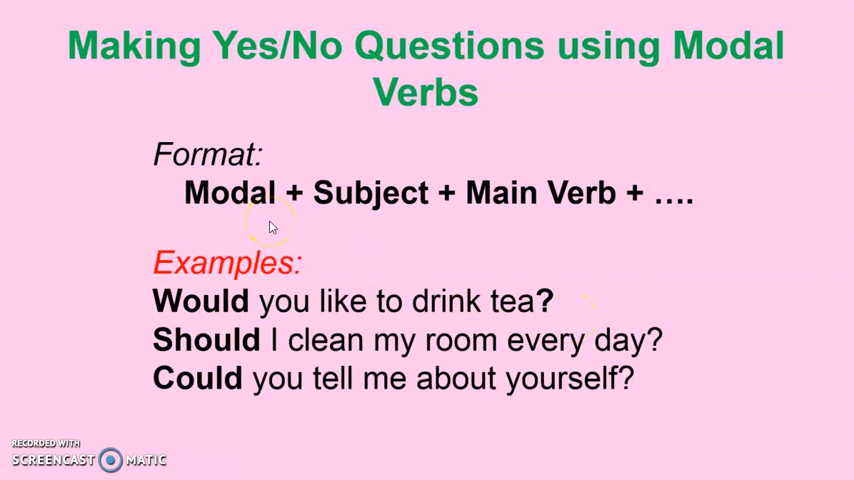 Making Yes/No Questions using Modal
Verbs
Format:
Modal + Subject + Main Verb + ....
Examples:
Would you like to drink tea?
Should I clean my room every day?
Could you tell me about yourself?
RECORDED WITH
SCREENCAST MATIC